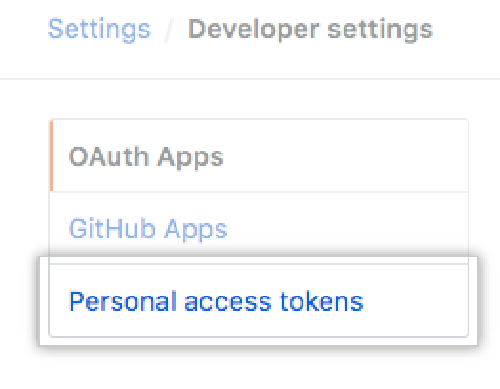 Settings / Developer settings
OAuth Apps
GitHub Apps
Personal access tokens